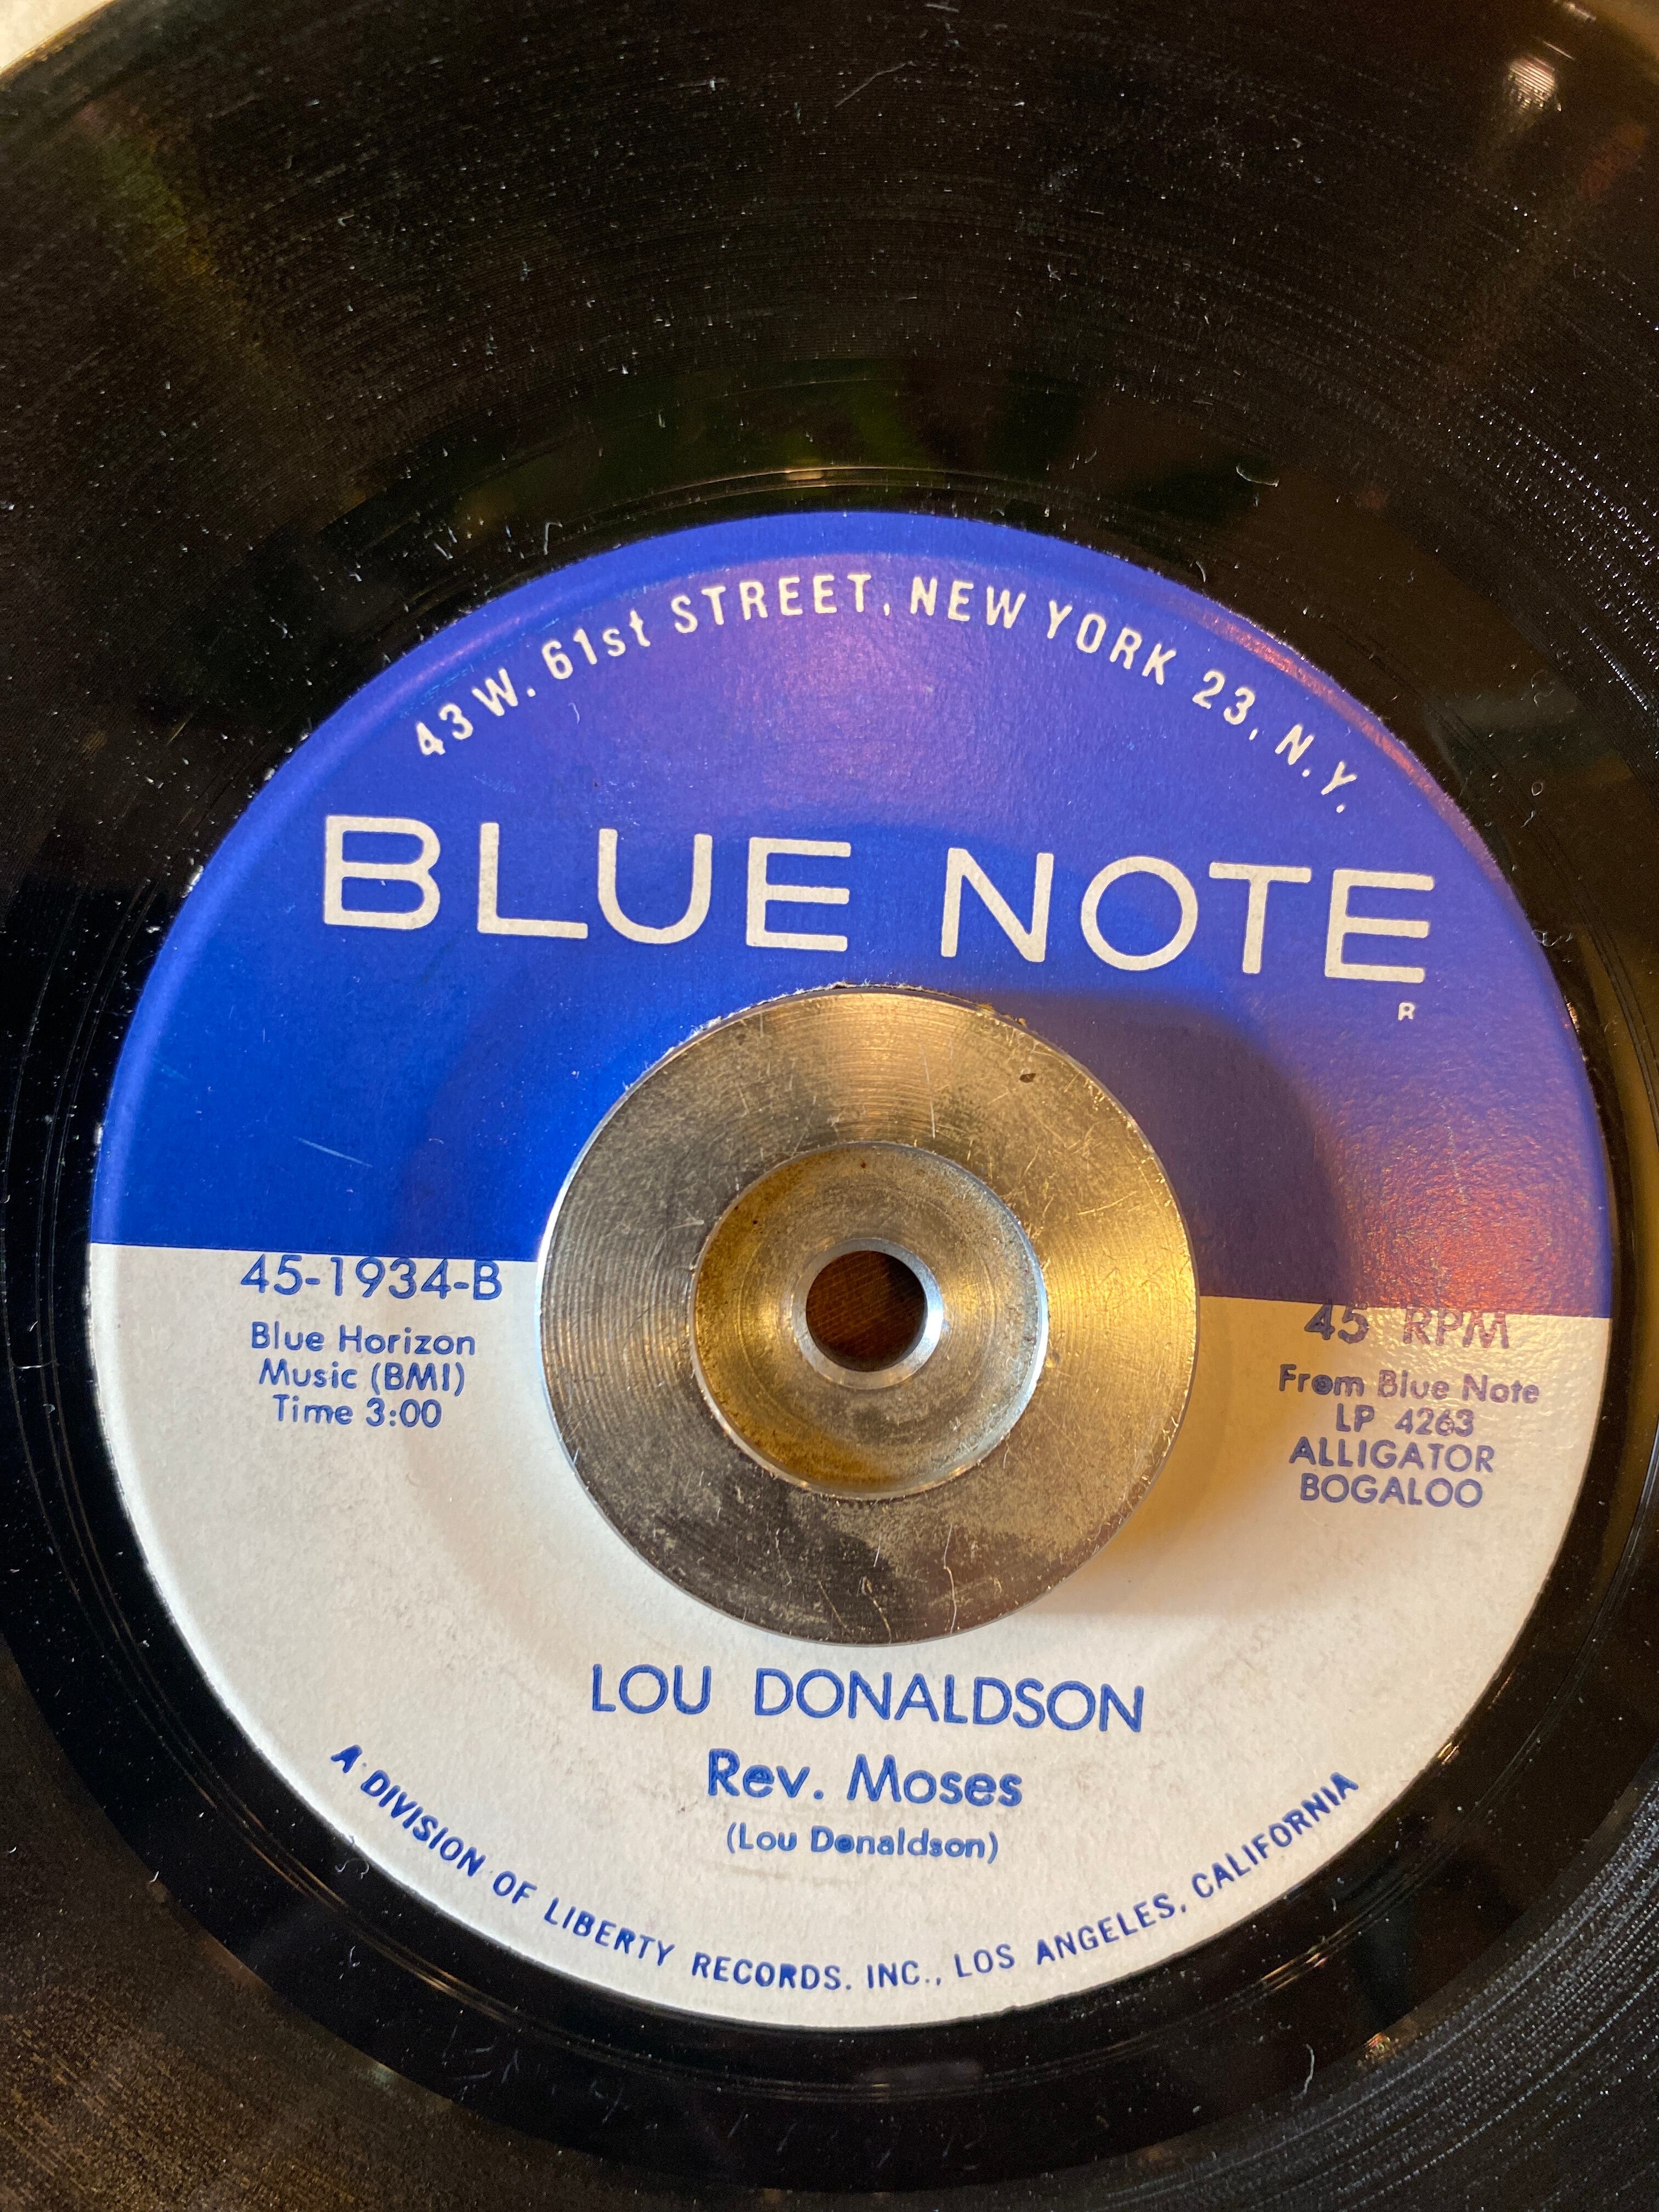 43 W. 61st STREET, NEW YORK 23, N.Y.
BLUE NOTE
R
45-1934-B
Blue Horizon
Music (BMI)
Time 3:00
45 RPM
From Blue Note
LP 4263
ALLIGATOR
BOGALOO
LOU DONALDSON
Rev. Moses
(Lou Donaldson)
A DIVISION OF LIBERTY RECORDS. INC., LOS ANGELES, CALIFORNIA